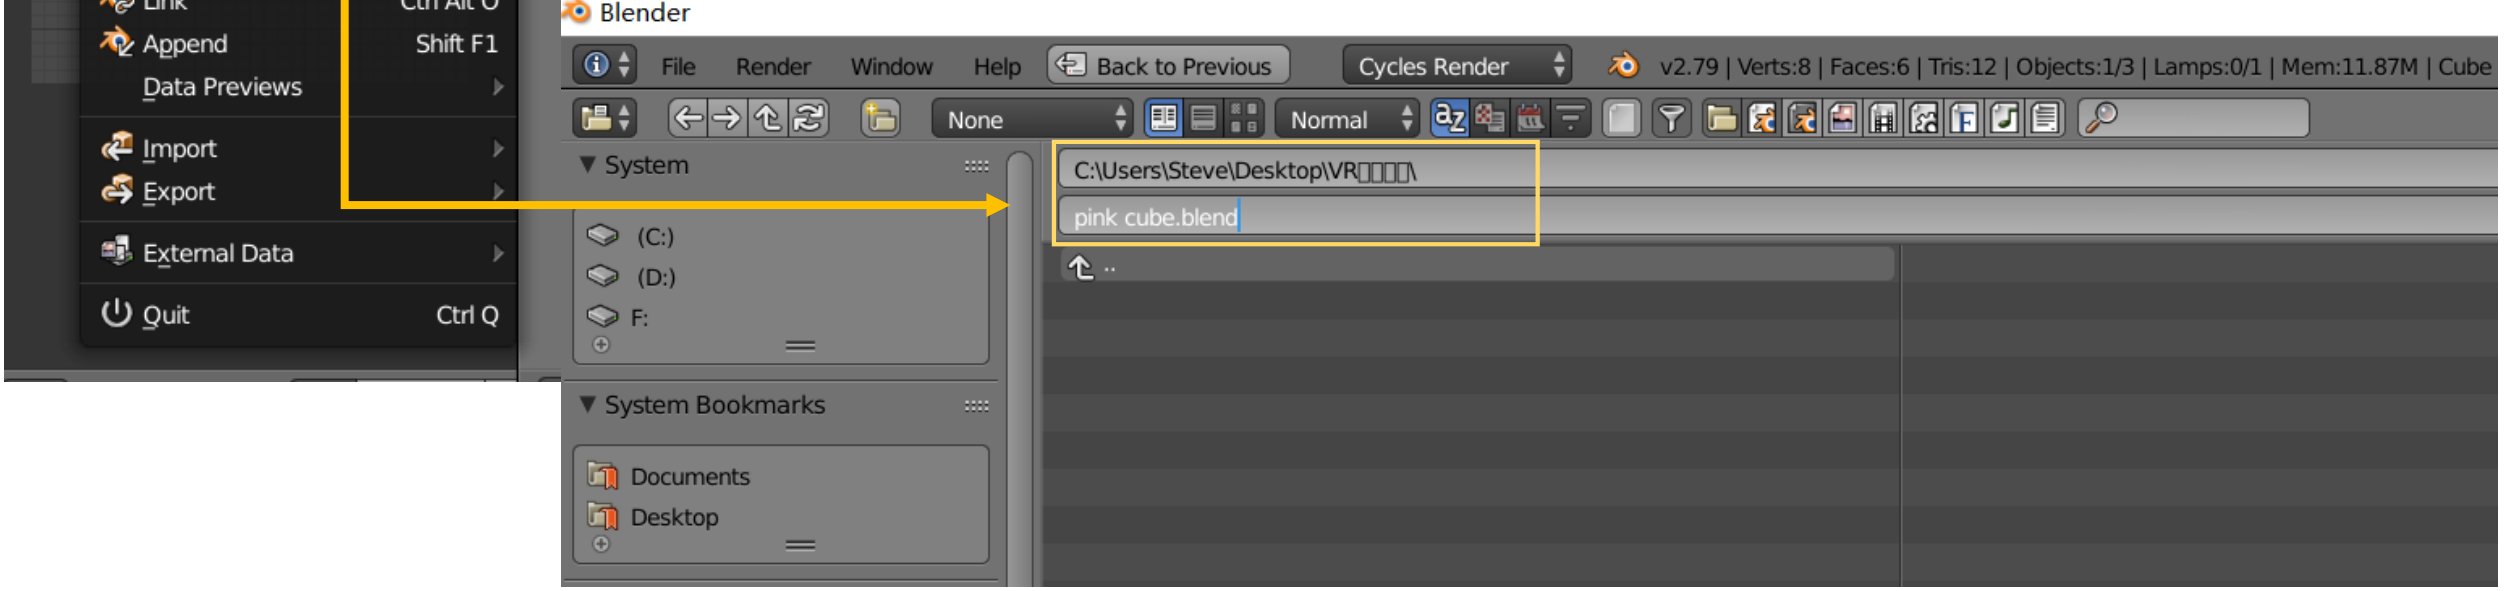 Link Ctrl Alt O
Append Shift F1
Data Previews
Import
Export
External Data
Quit Ctrl Q
Blender
File Render Window Help Back to Previous Cycles Render v2.79 | Verts:8 | Faces:6 | Tris:12 | Objects:1/3 | Lamps:0/1 | Mem:11.87M | Cube
None Normal
System
C:\Users\Steve\Desktop\VR□□□□\
pink cube.blend
(C:)
..
(D:)
F:
System Bookmarks
Documents
Desktop